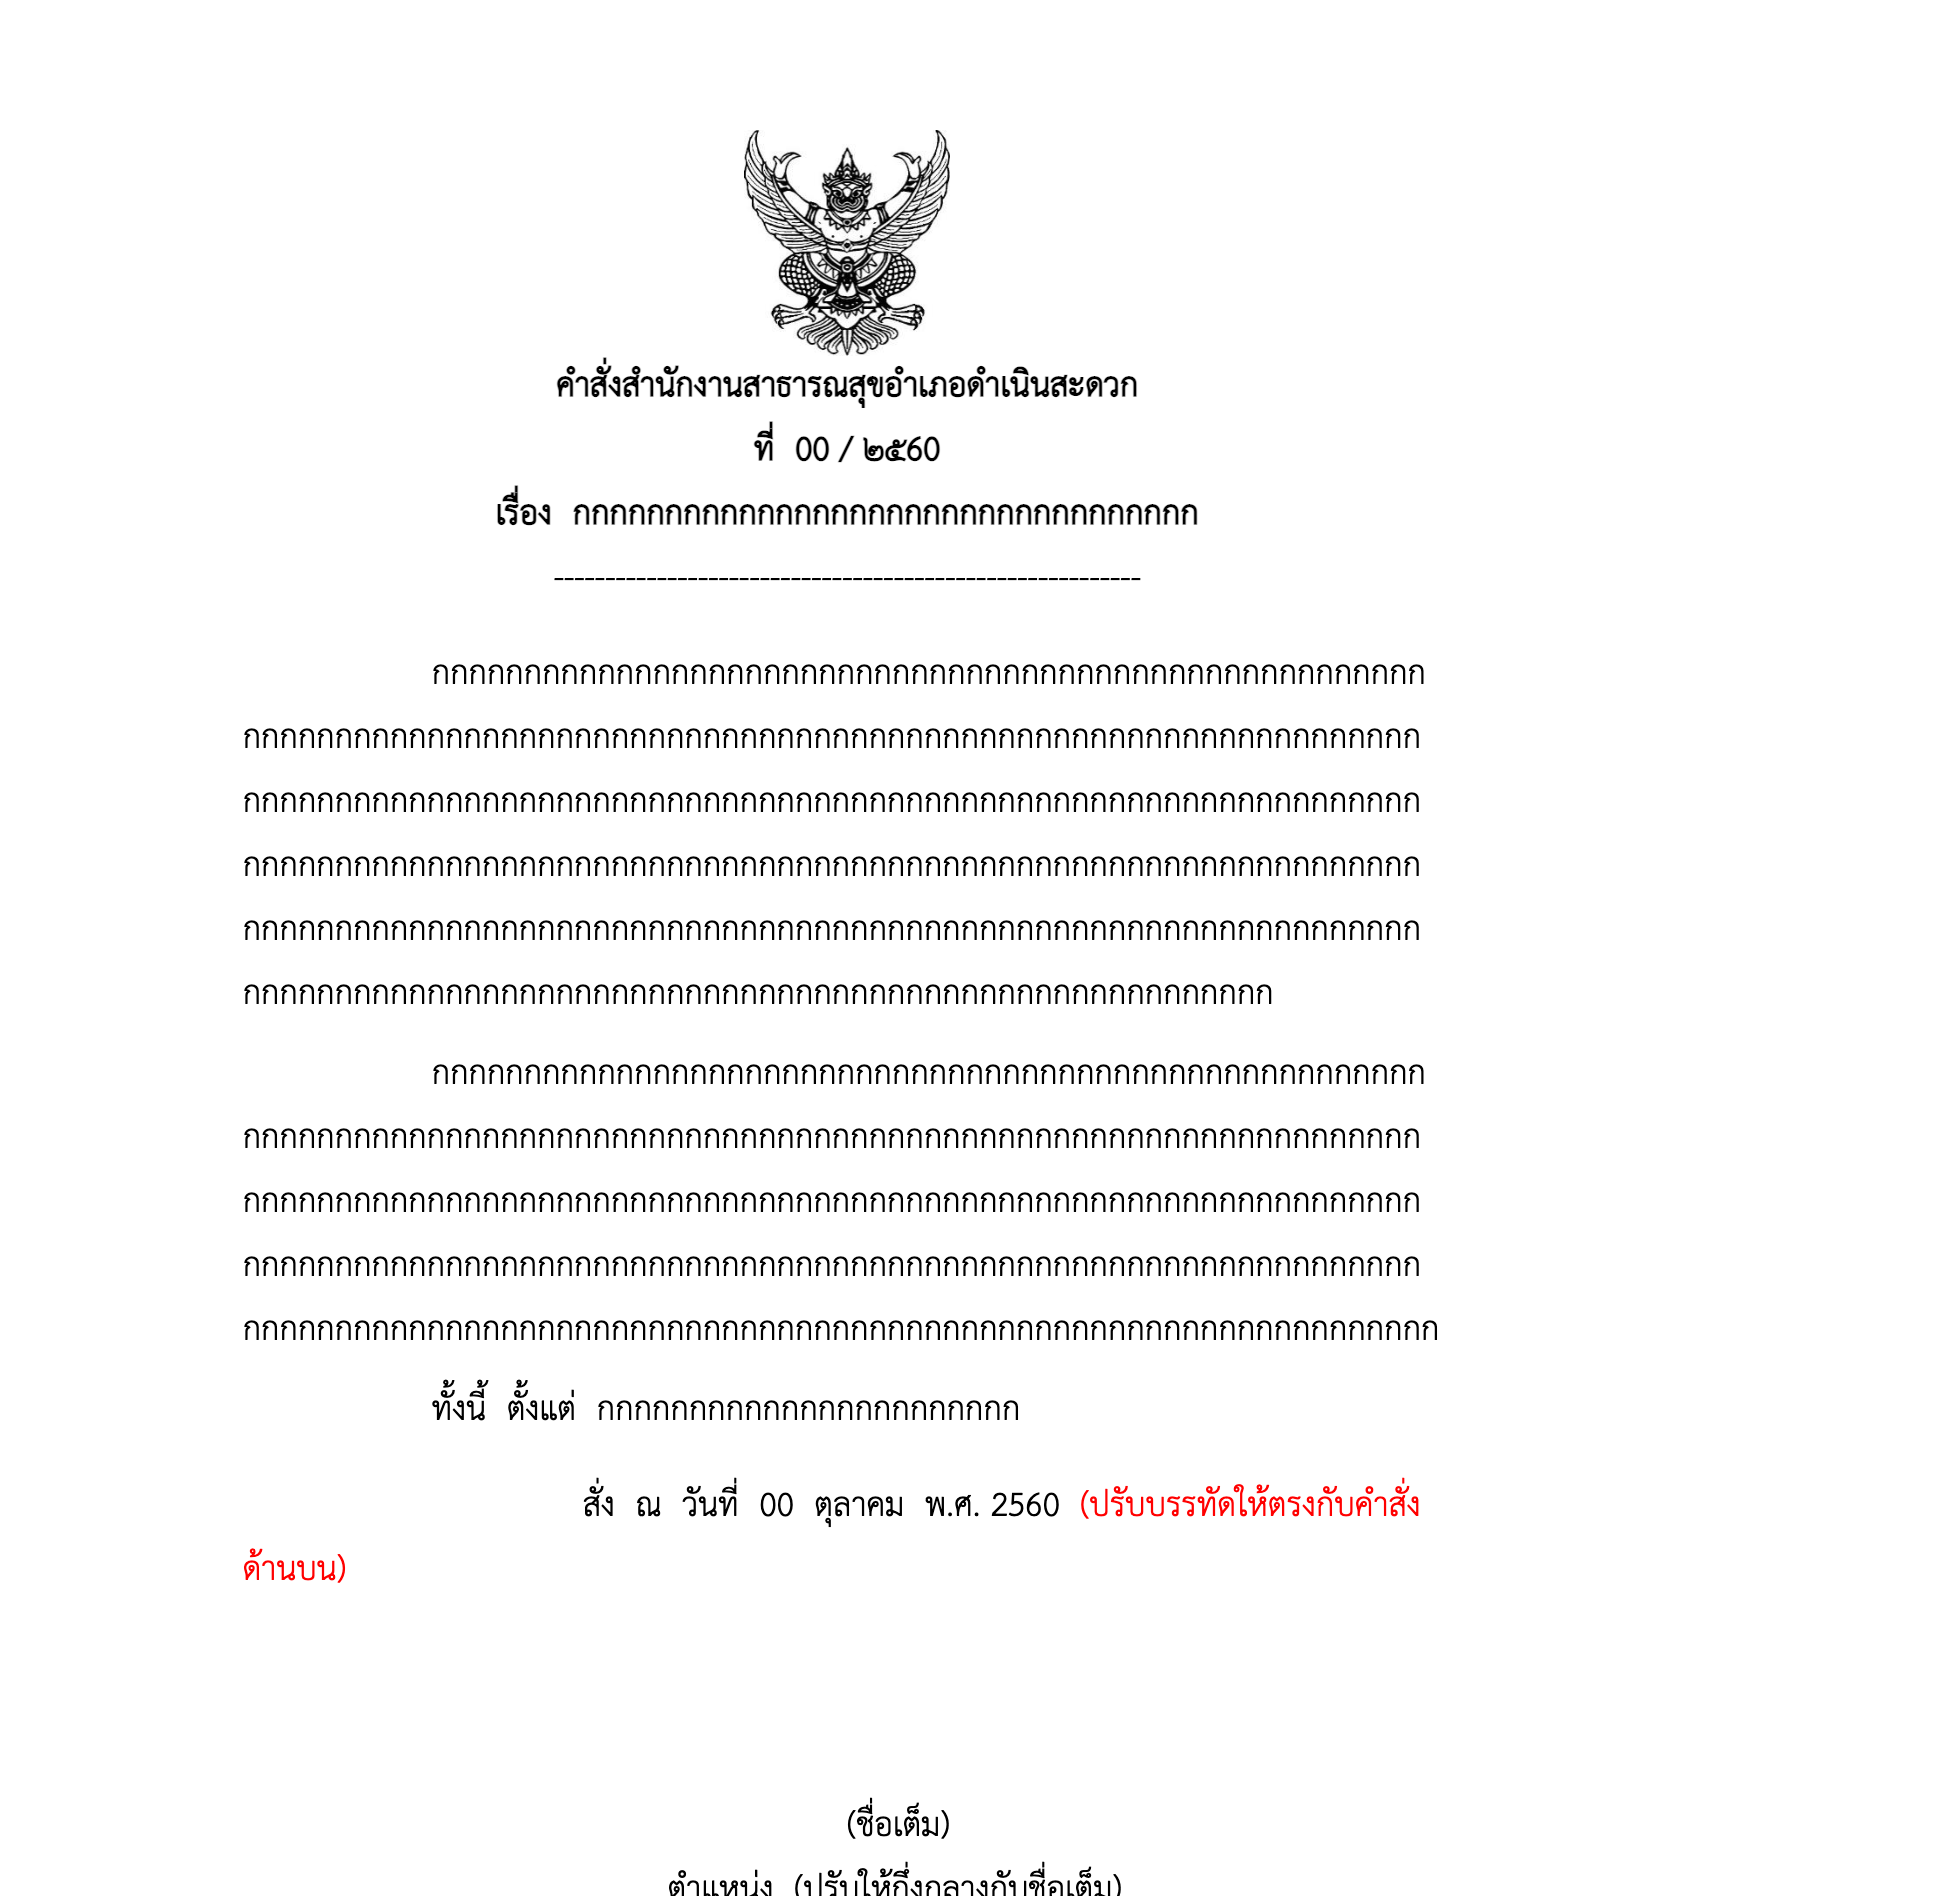 คำสั่งสำนักงานสาธารณสุขอำเภอดำเนินสะดวก
ที่ 00 / ๒๕60
เรื่อง กกกกกกกกกกกกกกกกกกกกกกกกกกกกกกกกกก
---------------------------------------------------------
กกกกกกกกกกกกกกกกกกกกกกกกกกกกกกกกกกกกกกกกกกกกกกกกกกกกกก
กกกกกกกกกกกกกกกกกกกกกกกกกกกกกกกกกกกกกกกกกกกกกกกกกกกกกกกกกกกกกกกก
กกกกกกกกกกกกกกกกกกกกกกกกกกกกกกกกกกกกกกกกกกกกกกกกกกกกกกกกกกกกกกกก
กกกกกกกกกกกกกกกกกกกกกกกกกกกกกกกกกกกกกกกกกกกกกกกกกกกกกกกกกกกกกกกก
กกกกกกกกกกกกกกกกกกกกกกกกกกกกกกกกกกกกกกกกกกกกกกกกกกกกกกกกกกกกกกกก
กกกกกกกกกกกกกกกกกกกกกกกกกกกกกกกกกกกกกกกกกกกกกกกกกกกกกกกก
กกกกกกกกกกกกกกกกกกกกกกกกกกกกกกกกกกกกกกกกกกกกกกกกกกกกกก
กกกกกกกกกกกกกกกกกกกกกกกกกกกกกกกกกกกกกกกกกกกกกกกกกกกกกกกกกกกกกกกก
กกกกกกกกกกกกกกกกกกกกกกกกกกกกกกกกกกกกกกกกกกกกกกกกกกกกกกกกกกกกกกกก
กกกกกกกกกกกกกกกกกกกกกกกกกกกกกกกกกกกกกกกกกกกกกกกกกกกกกกกกกกกกกกกก
กกกกกกกกกกกกกกกกกกกกกกกกกกกกกกกกกกกกกกกกกกกกกกกกกกกกกกกกกกกกกกกกก
ทั้งนี้ ตั้งแต่ กกกกกกกกกกกกกกกกกกกกกกก
สั่ง ณ วันที่ 00 ตุลาคม พ.ศ. 2560 (ปรับบรรทัดให้ตรงกับคำสั่ง
ด้านบน)
(ชื่อเต็ม)
ตำแหน่ง (ปรับให้กึ่งกลางกับชื่อเต็ม)